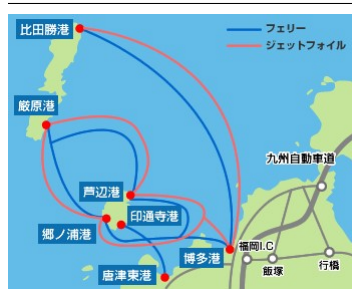 比田勝港
フェリー
ジェットフォイル
厳原港
九州自動車道
芦辺港
印通寺港
郷ノ浦港
博多港
福岡I.C
飯塚
行橋
唐津東港